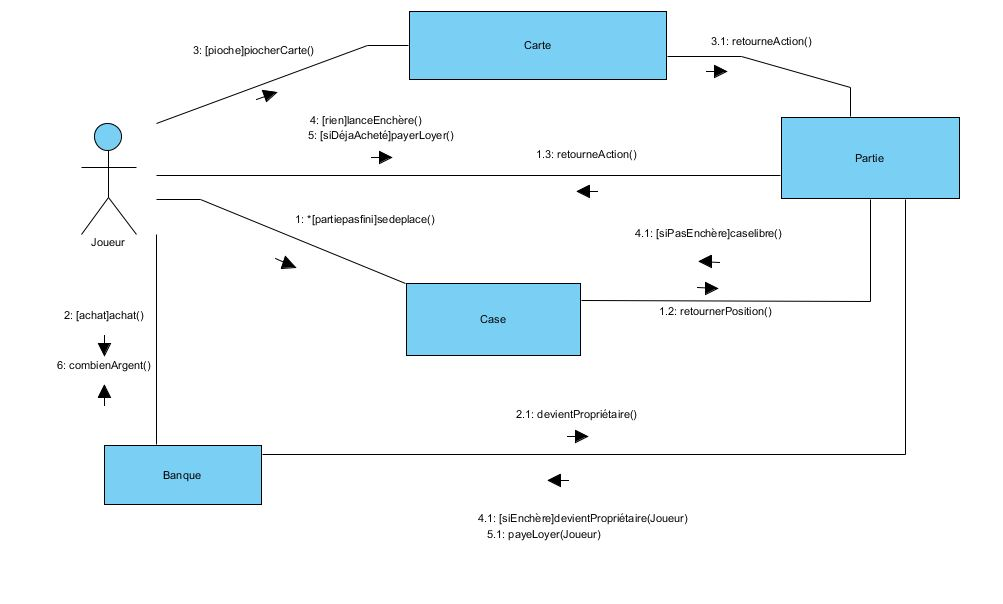 Carte
3: [pioche]piocherCarte()
3.1: retourneAction()
4: [rien]lanceEnchère()
5: [siDéjaAcheté]payerLoyer()
1.3: retourneAction()
Partie
Joueur
1: *[partiepasfini]sedeplace()
4.1: [siPasEnchère]caselibre()
Case
1.2: retournerPosition()
2: [achat]achat()
6: combienArgent()
2.1: devientPropriétaire()
Banque
4.1: [siEnchère]devientPropriétaire(Joueur)
5.1: payeLoyer(Joueur)